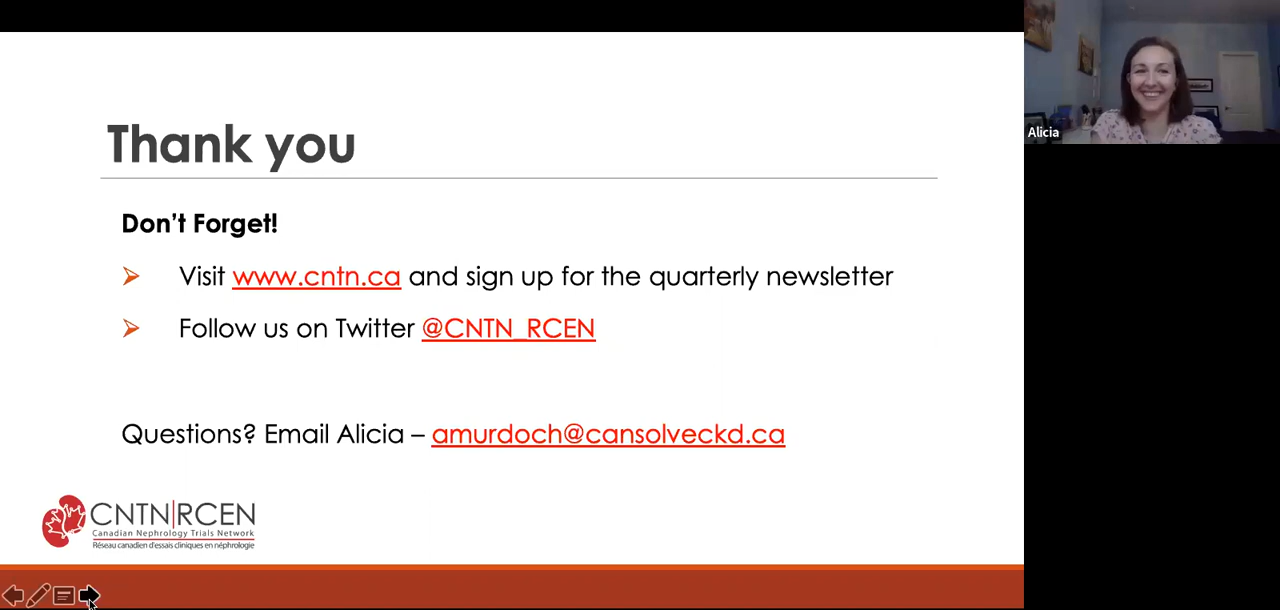 Thank you
Don't Forget!
Visit www.cntn.ca and sign up for the quarterly newsletter
Follow us on Twitter @CNTN_RCEN
Questions? Email Alicia – amurdoch@cansolveckd.ca
CNTN|RCEN
Canadian Nephrology Trials Network
Réseau canadien d'essais cliniques en néphrologie
Alicia